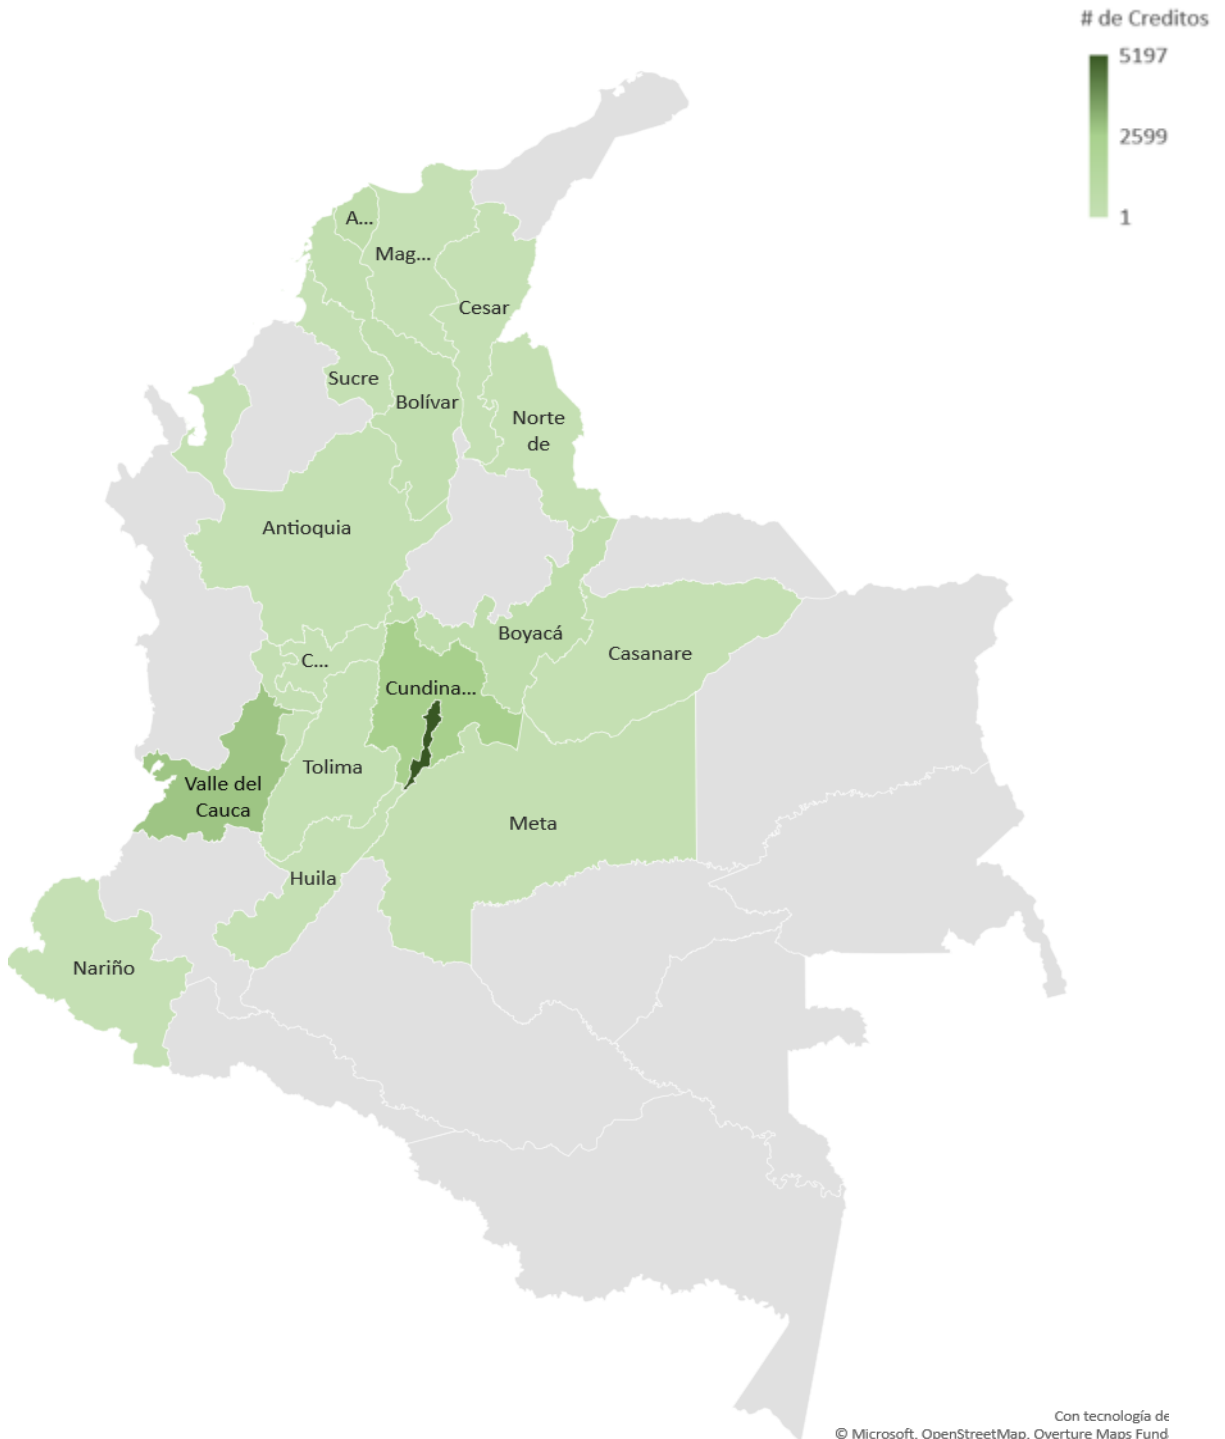 # de Creditos
5197
2599
1
A...
Mag...
Cesar
Sucre
Bolívar
Norte
de
Antioquia
Boyacá
C...
Casanare
Cundina...
Tolima
Valle del
Cauca
Meta
Huila
Nariño
Con tecnología de
© Microsoft, OpenStreetMap, Overture Maps Fund